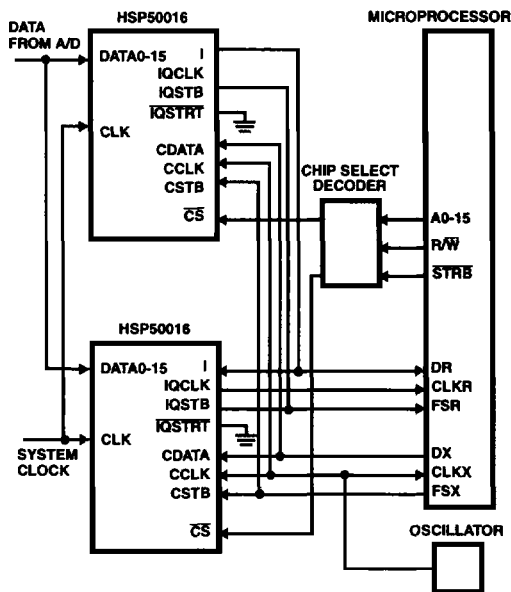 HSP50016
MICROPROCESSOR
DATA
FROM A/D
DATA0-15
I
IQCLK
IQSTB
IQSTRT
CLK
CDATA
CCLK
CSTB
CS
CHIP SELECT
DECODER
A0-15
R/W
STRB
HSP50016
DATA0-15
I
IQCLK
IQSTB
IQSTRT
CLK
SYSTEM
CLOCK
CDATA
CCLK
CSTB
CS
DR
CLKR
FSR
DX
CLKX
FSX
OSCILLATOR